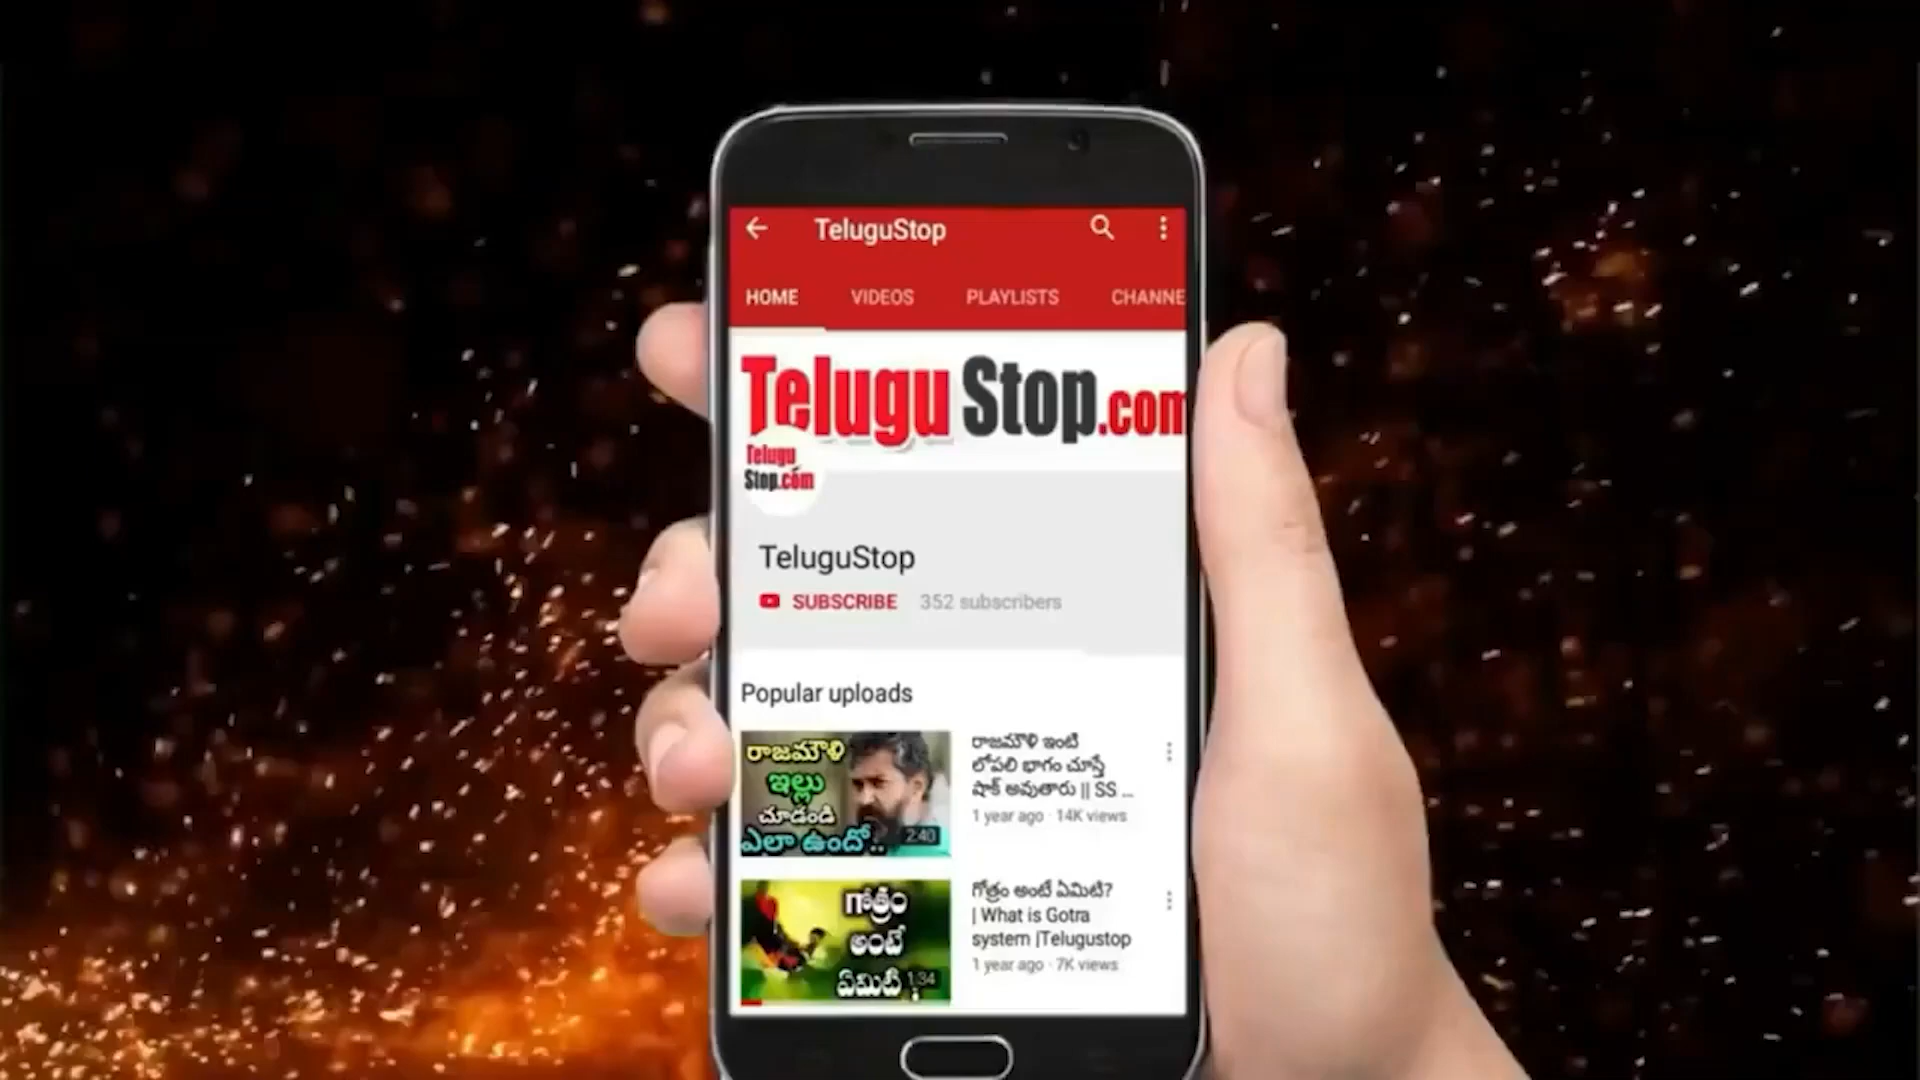 TeluguStop
HOME VIDEOS PLAYLISTS CHANNE
Telugu Stop.com
Telugu
Stop.com
TeluguStop
SUBSCRIBE 352 subscribers
Popular uploads
రాజమౌళి
ఇల్లు
చూడండి
ఎలా ఉందో..
2:40
రాజమౌళి ఇంటి
లోపలి భాగం చూస్తే
షాక్ అవుతారు || SS ...
1 year ago · 14K views
గోత్రం
అంటే
ఏమిటి
1:34
గోత్రం అంటే ఏమిటి?
| What is Gotra
system |Telugustop
1 year ago · 7K views